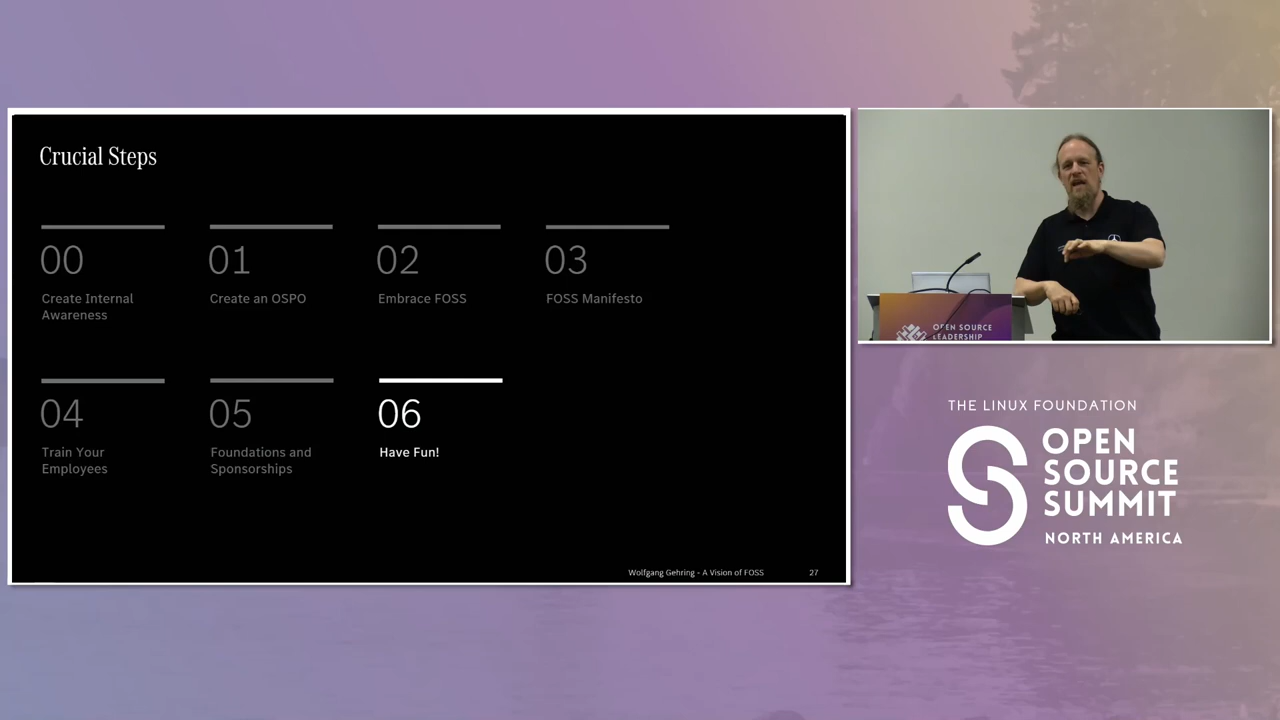 Crucial Steps
00
Create Internal
Awareness
01
Create an OSPO
02
Embrace FOSS
03
FOSS Manifesto
04
Train Your
Employees
05
Foundations and
Sponsorships
06
Have Fun!
Wolfgang Gehring - A Vision of FOSS
27
OPEN SOURCE
LEADERSHIP
THE LINUX FOUNDATION
OPEN
SOURCE
SUMMIT
NORTH AMERICA